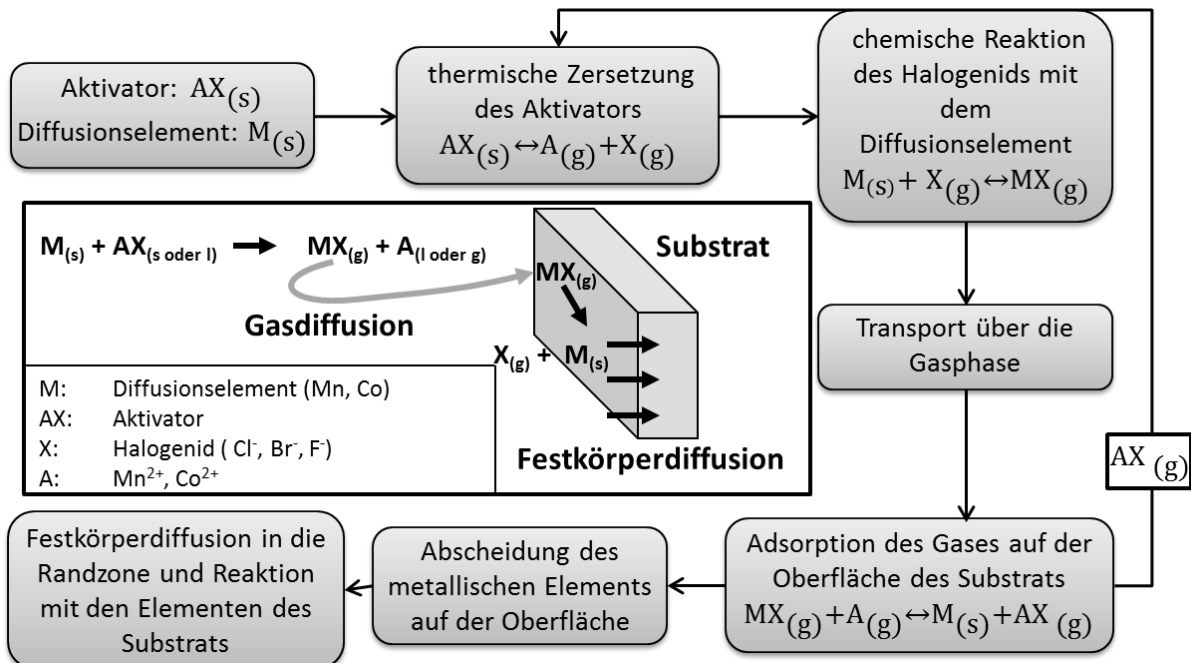 Aktivator: AX(s)
Diffusionselement: M(s)
thermische Zersetzung
des Aktivators
AX(s)↔A(g)+X(g)
chemische Reaktion
des Halogenids mit
dem
Diffusionselement
M(s)+ X(g)↔MX(g)
Transport über die
Gasphase
AX (g)
Adsorption des Gases auf der
Oberfläche des Substrats
MX(g)+A(g)↔M(s)+AX (g)
Abscheidung des
metallischen Elements
auf der Oberfläche
Festkörperdiffusion in die
Randzone und Reaktion
mit den Elementen des
Substrats
M(s) + AX(s oder l) → MX(g) + A(l oder g)
Gasdiffusion
Substrat
MX(g)
X(g) + M(s)
Festkörperdiffusion
M: Diffusionselement (Mn, Co)
AX: Aktivator
X: Halogenid ( Cl⁻, Br⁻, F⁻)
A: Mn²⁺, Co²⁺